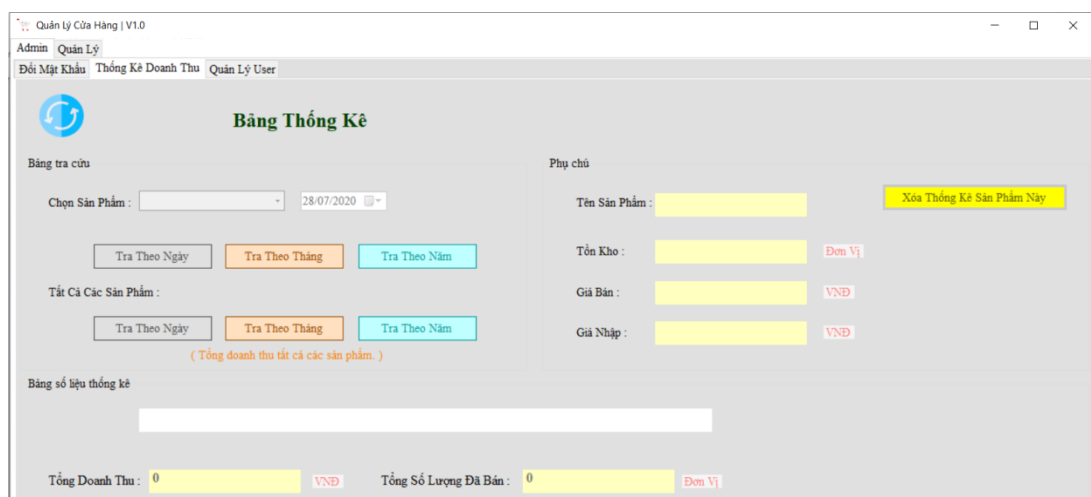 Quản Lý Cửa Hàng | V1.0
Admin Quản Lý
Đổi Mật Khẩu Thống Kê Doanh Thu Quản Lý User
Bảng Thống Kê
Bảng tra cứu
Chọn Sản Phẩm : 28/07/2020
Tra Theo Ngày Tra Theo Tháng Tra Theo Năm
Tất Cả Các Sản Phẩm :
Tra Theo Ngày Tra Theo Tháng Tra Theo Năm
( Tổng doanh thu tất cả các sản phẩm. )
Phụ chú
Tên Sản Phẩm : Xóa Thống Kê Sản Phẩm Này
Tồn Kho : Đơn Vị
Giá Bán : VNĐ
Giá Nhập : VNĐ
Bảng số liệu thống kê
Tổng Doanh Thu : 0 VNĐ Tổng Số Lượng Đã Bán : 0 Đơn Vị